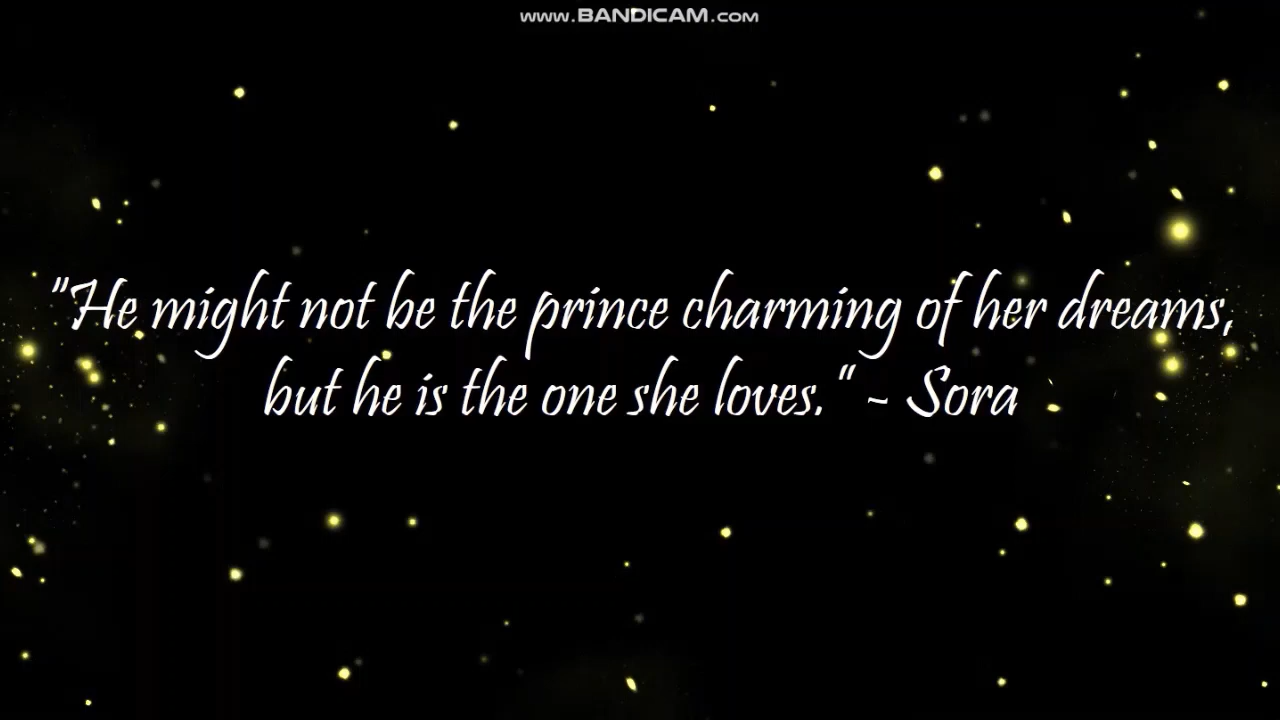 www.BANDICAM.com
"He might not be the prince charming of her dreams,
but he is the one she loves." ~ Sora